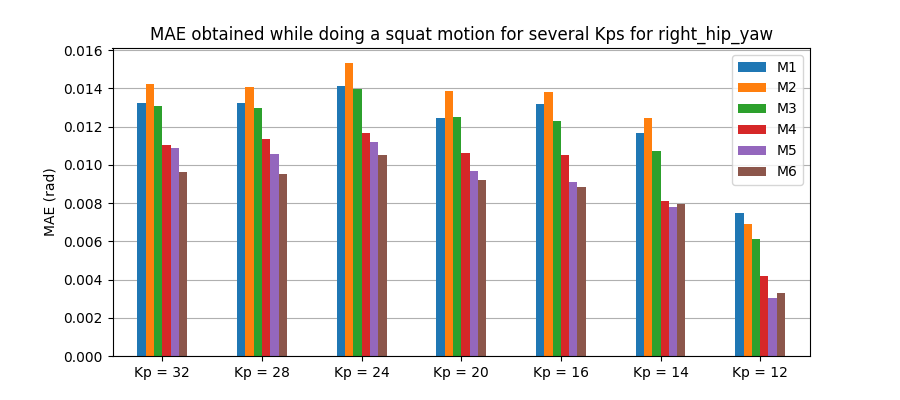 MAE obtained while doing a squat motion for several Kps for right_hip_yaw
MAE (rad)
0.016
0.014
0.012
0.010
0.008
0.006
0.004
0.002
0.000
Kp = 32
Kp = 28
Kp = 24
Kp = 20
Kp = 16
Kp = 14
Kp = 12
M1
M2
M3
M4
M5
M6